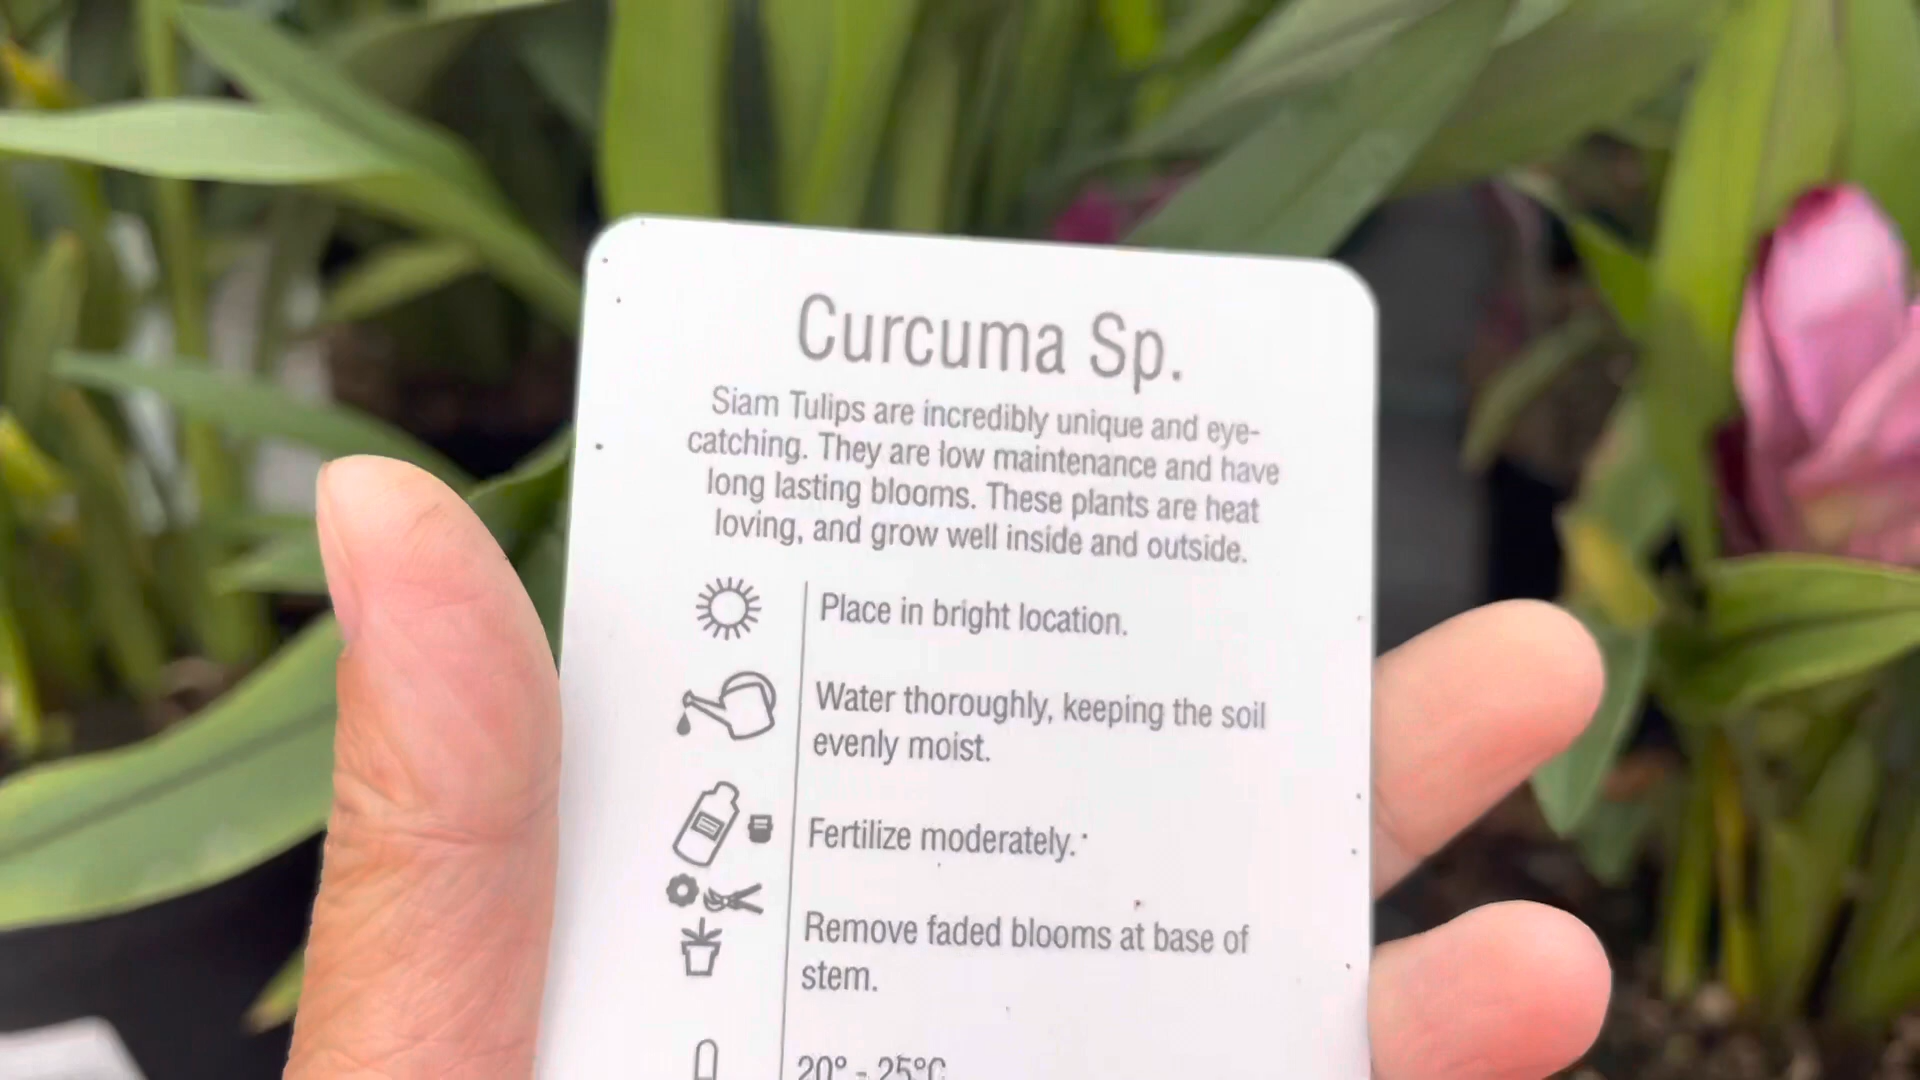 Curcuma Sp.
Siam Tulips are incredibly unique and eye-
catching. They are low maintenance and have
long lasting blooms. These plants are heat
loving, and grow well inside and outside.
Place in bright location.
Water thoroughly, keeping the soil
evenly moist.
Fertilize moderately.
Remove faded blooms at base of
stem.
20° - 25°C